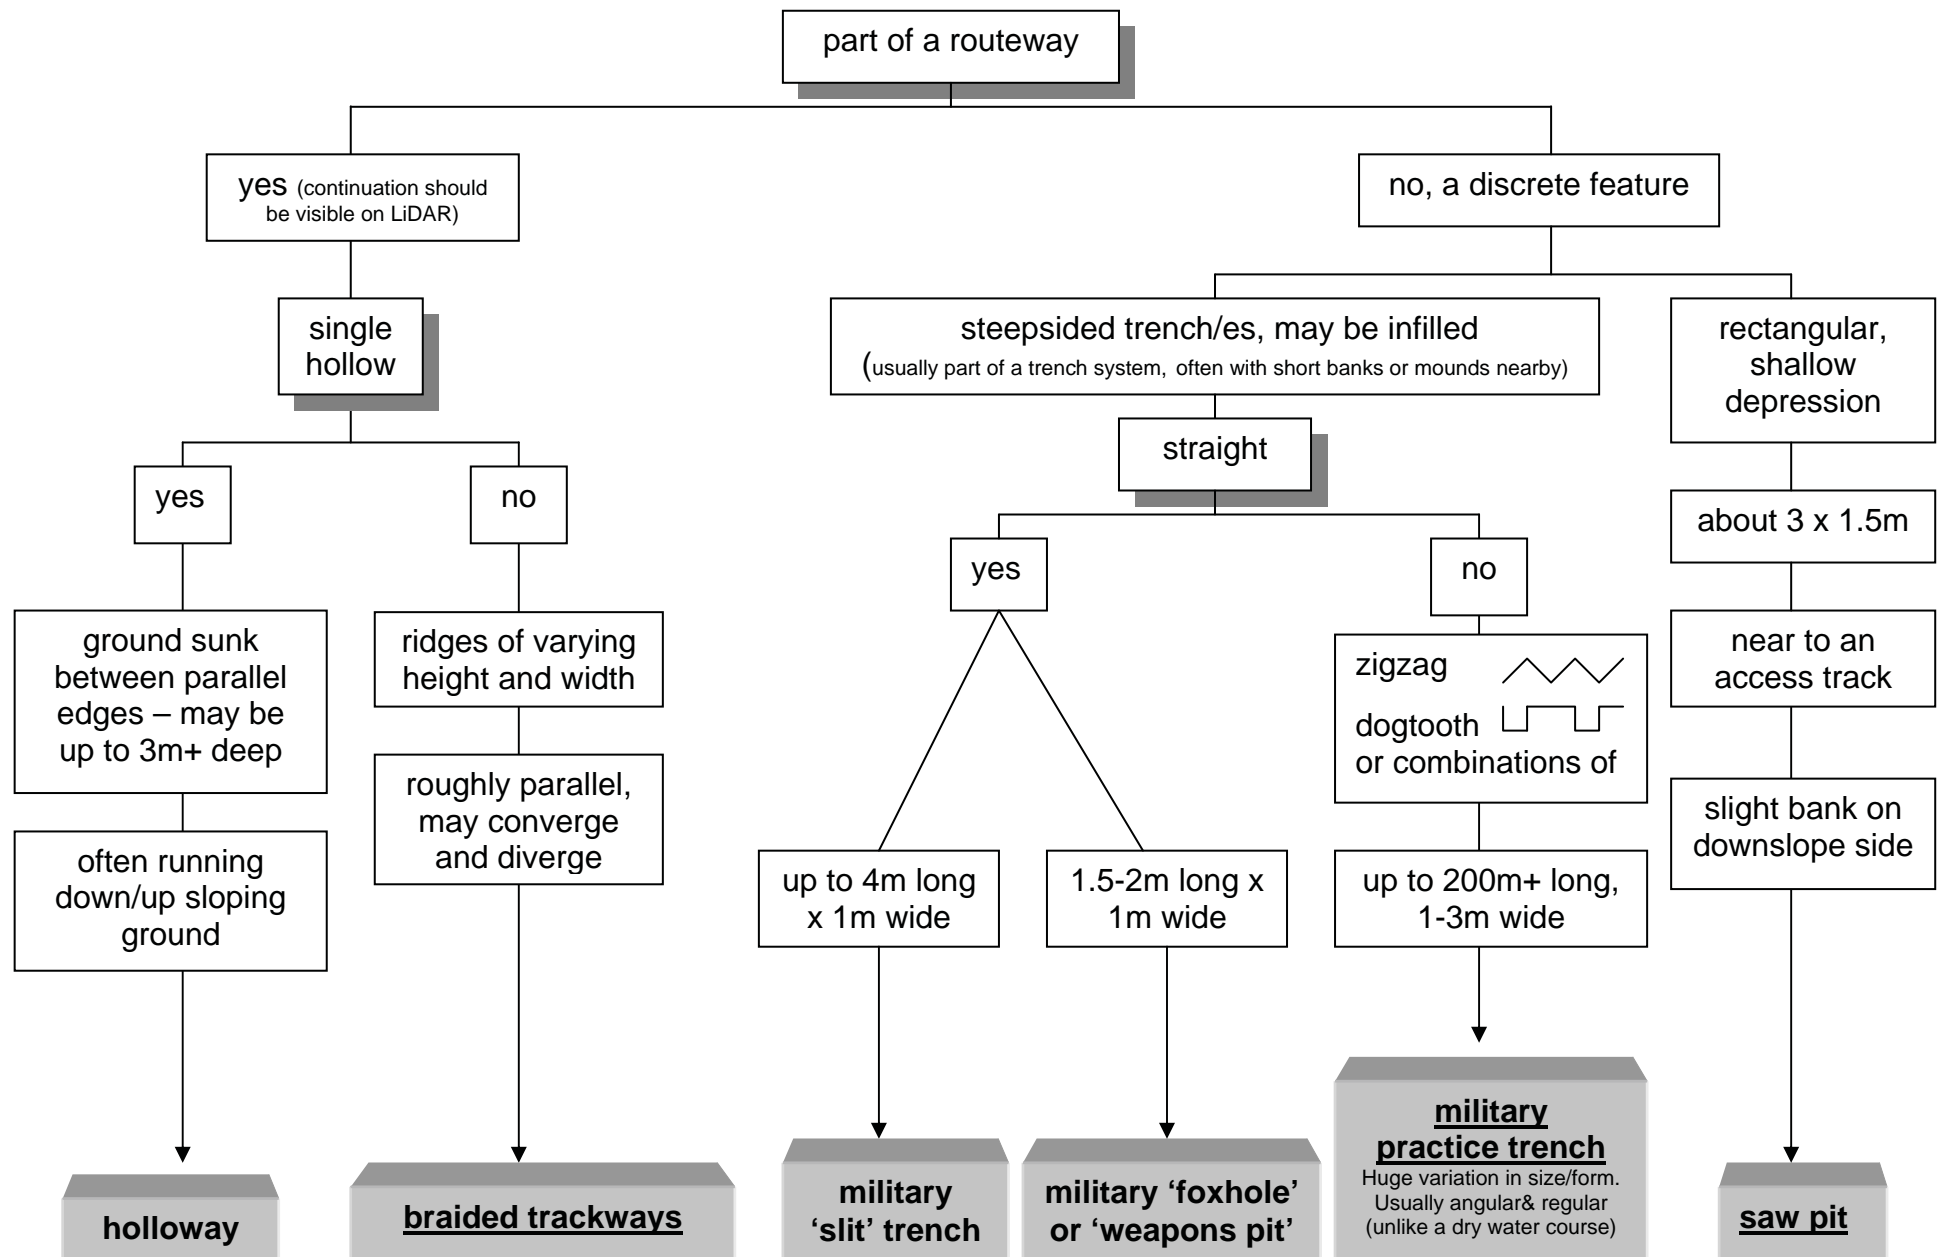 part of a routeway
yes (continuation should
be visible on LiDAR)
no, a discrete feature
single
hollow
steepsided trench/es, may be infilled
(usually part of a trench system, often with short banks or mounds nearby)
rectangular,
shallow
depression
straight
yes
no
about 3 x 1.5m
yes
no
ground sunk
between parallel
edges – may be
up to 3m+ deep
ridges of varying
height and width
zigzag
dogtooth
or combinations of
near to an
access track
roughly parallel,
may converge
and diverge
slight bank on
downslope side
often running
down/up sloping
ground
up to 4m long
x 1m wide
1.5-2m long x
1m wide
up to 200m+ long,
1-3m wide
holloway
braided trackways
military
‘slit’ trench
military ‘foxhole’
or ‘weapons pit’
military
practice trench
Huge variation in size/form.
Usually angular& regular
(unlike a dry water course)
saw pit